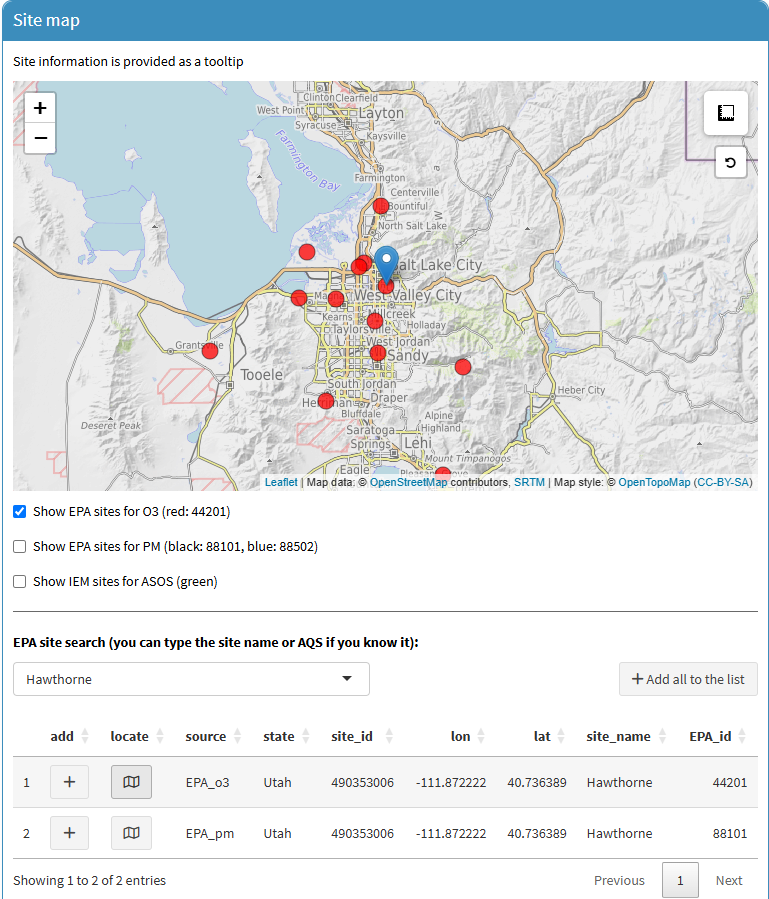 Site map
Site information is provided as a tooltip
+
−
Clinton Clearfield
West Point
Layton
Syracuse
Kaysville
Farmington Bay
Farmington
Centerville
Bountiful
North Salt Lake
Salt Lake City
West Valley City
Kearns
Millcreek
Taylorsville
Holladay
West Jordan
Sandy
Grantsville
Tooele
South Jordan
Herriman
Draper
Bluffdale
Heber City
Deseret Peak
Alpine
Highland
Saratoga
Springs
Lehi
Mount Timpanogos
Eagle
Leaflet | Map data: © OpenStreetMap contributors, SRTM | Map style: © OpenTopoMap (CC-BY-SA)
Show EPA sites for O3 (red: 44201)
Show EPA sites for PM (black: 88101, blue: 88502)
Show IEM sites for ASOS (green)
EPA site search (you can type the site name or AQS if you know it):
Hawthorne
+ Add all to the list
add locate source state site_id lon lat site_name EPA_id
1 + EPA_o3 Utah 490353006 -111.872222 40.736389 Hawthorne 44201
2 + EPA_pm Utah 490353006 -111.872222 40.736389 Hawthorne 88101
Showing 1 to 2 of 2 entries
Previous 1 Next